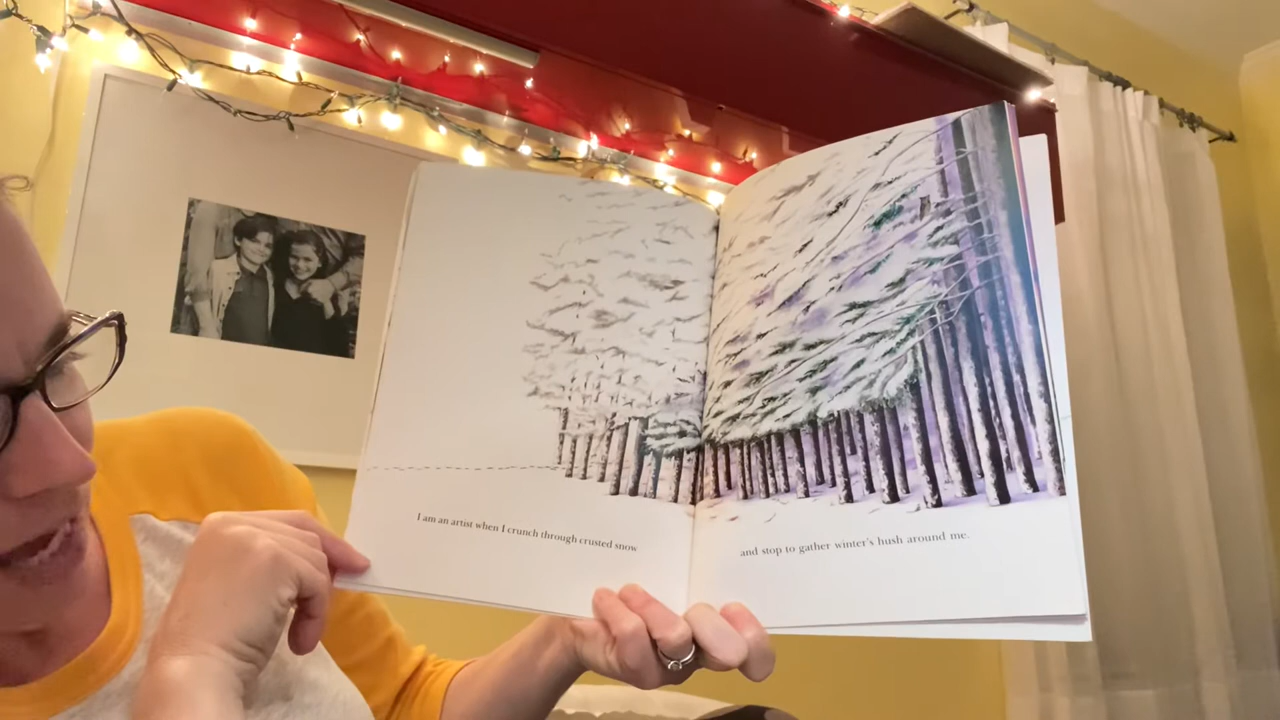 I am an artist when I crunch through crusted snow
and stop to gather winter's hush around me.